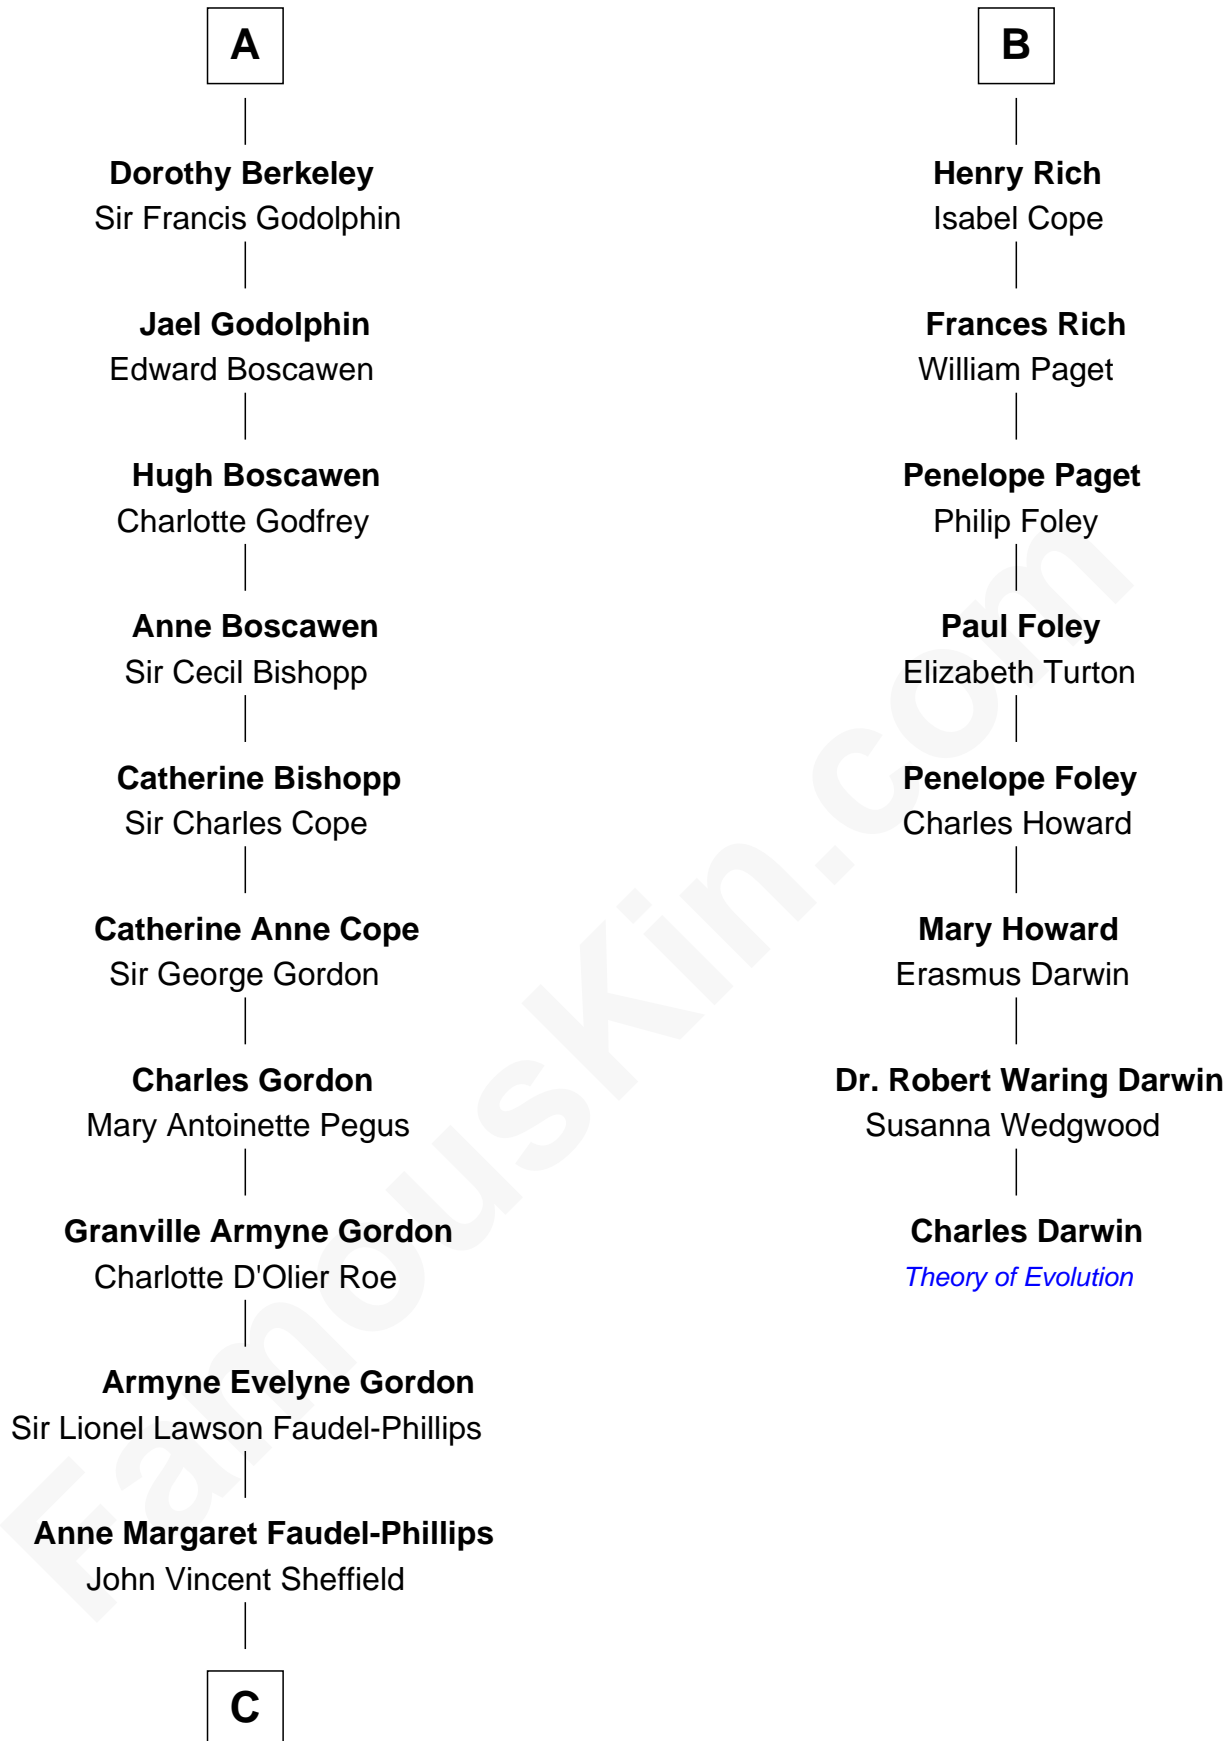 A
Dorothy Berkeley
Sir Francis Godolphin
Jael Godolphin
Edward Boscawen
Hugh Boscawen
Charlotte Godfrey
Anne Boscawen
Sir Cecil Bishopp
Catherine Bishopp
Sir Charles Cope
Catherine Anne Cope
Sir George Gordon
Charles Gordon
Mary Antoinette Pegus
Granville Armyne Gordon
Charlotte D'Olier Roe
Armyne Evelyne Gordon
Sir Lionel Lawson Faudel-Phillips
Anne Margaret Faudel-Phillips
John Vincent Sheffield
C
B
Henry Rich
Isabel Cope
Frances Rich
William Paget
Penelope Paget
Philip Foley
Paul Foley
Elizabeth Turton
Penelope Foley
Charles Howard
Mary Howard
Erasmus Darwin
Dr. Robert Waring Darwin
Susanna Wedgwood
Charles Darwin
Theory of Evolution
FamousKin.com